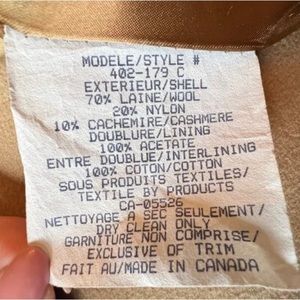 MODELE/STYLE #
402-179 C
EXTERIEUR/SHELL
70% LAINE/WOOL
20% NYLON
10% CACHEMIRE/CASHMERE
DOUBLURE/LINING
100% ACETATE
ENTRE DOUBLUE/INTERLINING
100% COTON/COTTON
SOUS PRODUITS TEXTILES/
TEXTILE BY PRODUCTS
CA-05526
NETTOYAGE A SEC SEULEMENT/
DRY CLEAN ONLY
GARNITURE NON COMPRISE/
EXCLUSIVE OF TRIM
FAIT AU/MADE IN CANADA